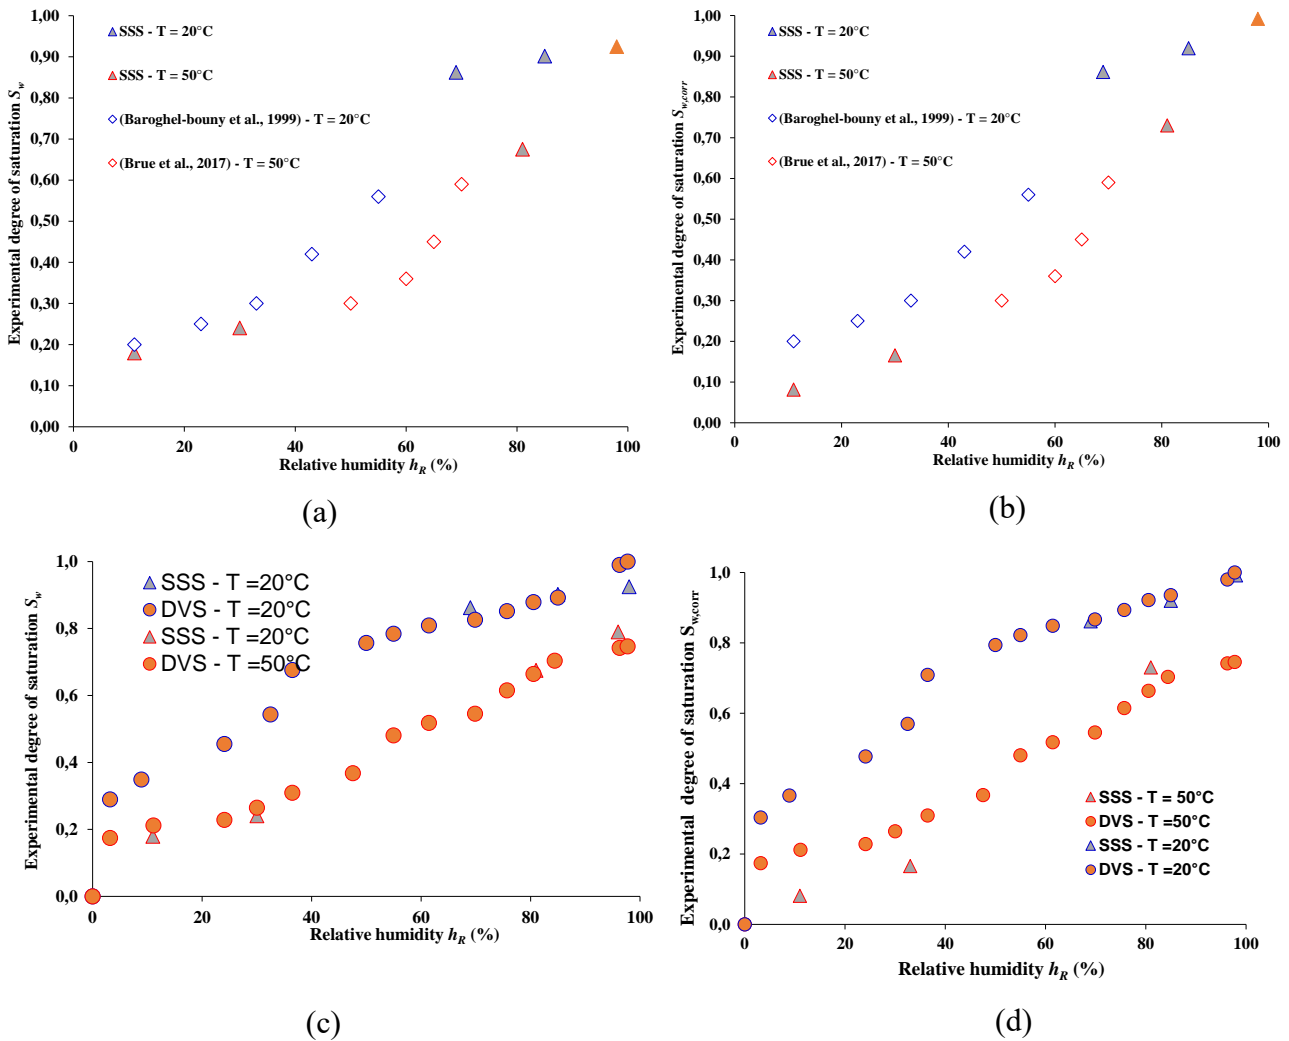 1,00
0,90
0,80
0,70
0,60
0,50
0,40
0,30
0,20
0,10
0,00
Experimental degree of saturation Sw
SSS - T = 20°C
SSS - T = 50°C
(Baroghel-bouny et al., 1999) - T = 20°C
(Brue et al., 2017) - T = 50°C
0 20 40 60 80 100
Relative humidity hR (%)
(a)
1,00
0,90
0,80
0,70
0,60
0,50
0,40
0,30
0,20
0,10
0,00
Experimental degree of saturation Sw,corr
SSS - T = 20°C
SSS - T = 50°C
(Baroghel-bouny et al., 1999) - T = 20°C
(Brue et al., 2017) - T = 50°C
0 20 40 60 80 100
Relative humidity hR (%)
(b)
1,0
0,8
0,6
0,4
0,2
0,0
Experimental degree of saturation Sw
SSS - T =20°C
DVS - T =20°C
SSS - T =20°C
DVS - T =50°C
0 20 40 60 80 100
Relative humidity hR (%)
(c)
1,0
0,8
0,6
0,4
0,2
0,0
Experimental degree of saturation Sw,corr
SSS - T = 50°C
DVS - T =50°C
SSS - T =20°C
DVS - T =20°C
0 20 40 60 80 100
Relative humidity hR (%)
(d)